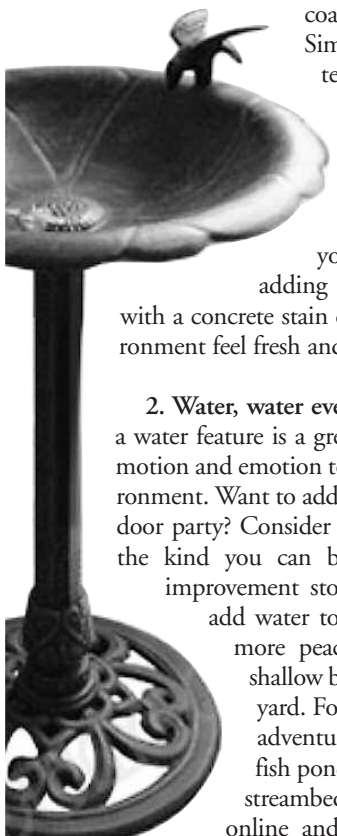 coa
Sim
te
yo
adding
with a concrete stain
ronment feel fresh and
2. Water, water eve
a water feature is a gre
motion and emotion to
ronment. Want to add
door party? Consider
the kind you can b
improvement sto
add water to
more peac
shallow b
yard. Fo
adventu
fish pon
streambed
online and